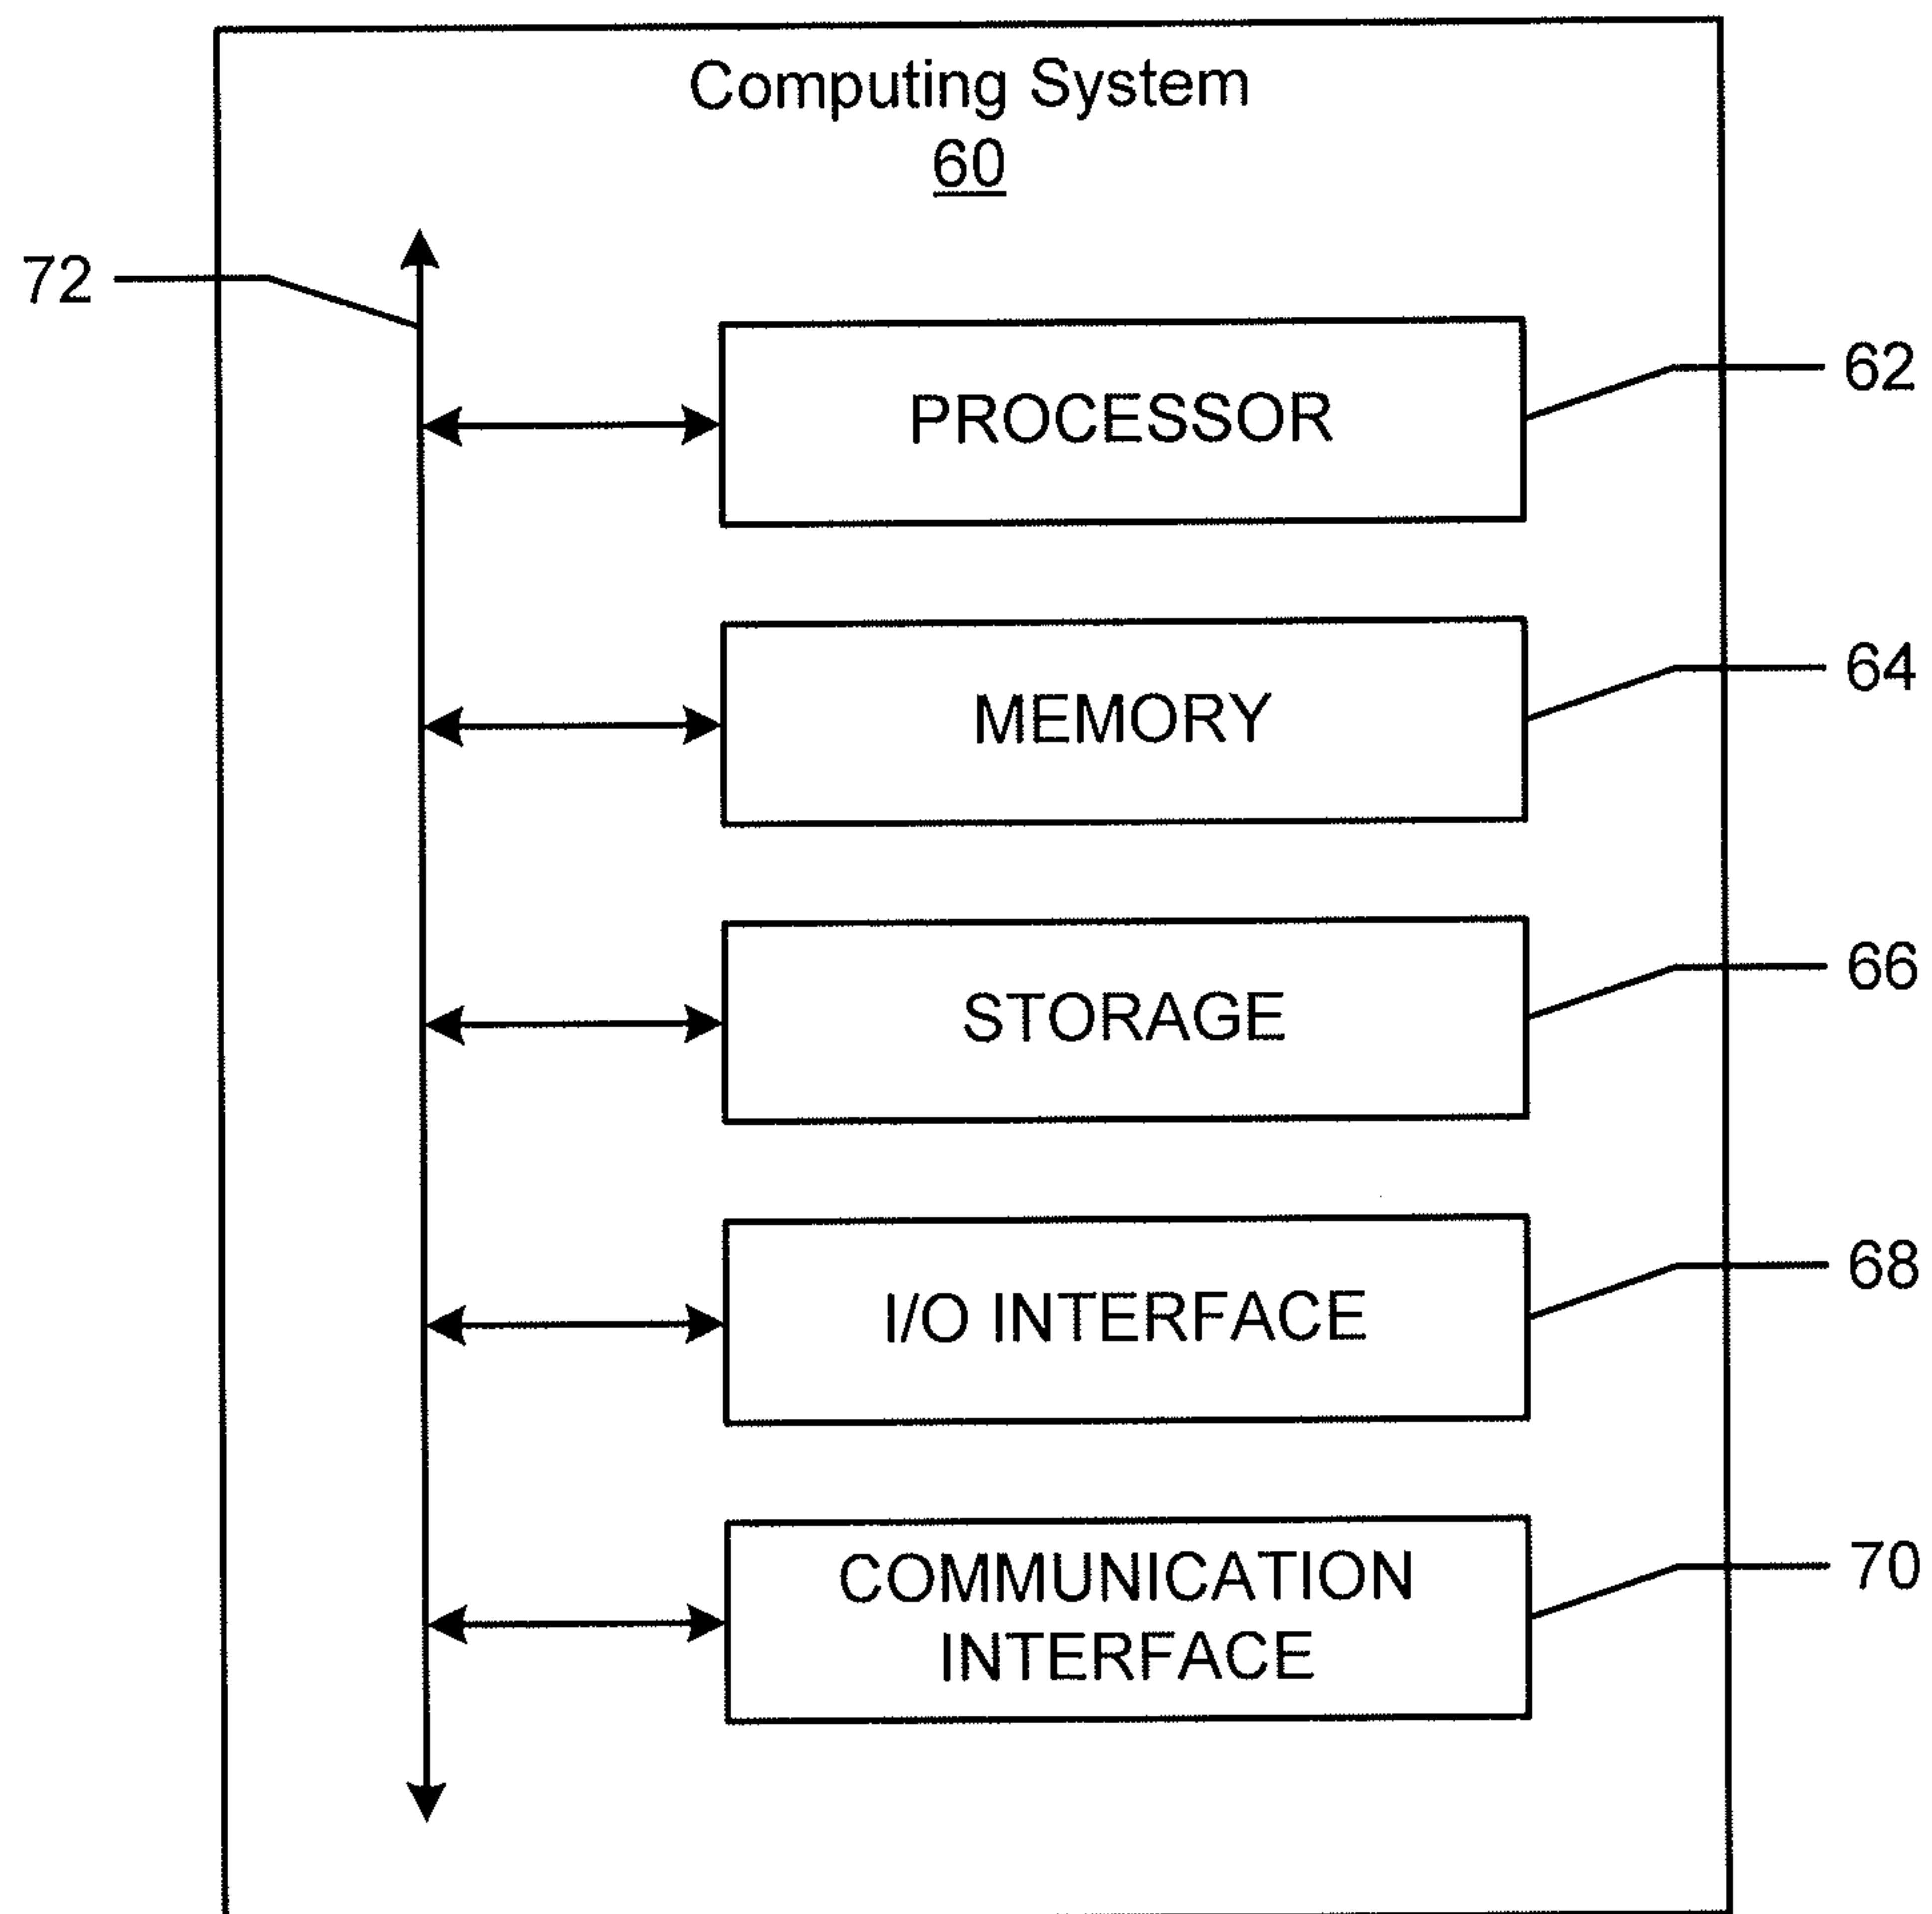 Computing System
60
72
PROCESSOR
62
MEMORY
64
STORAGE
66
I/O INTERFACE
68
COMMUNICATION
INTERFACE
70